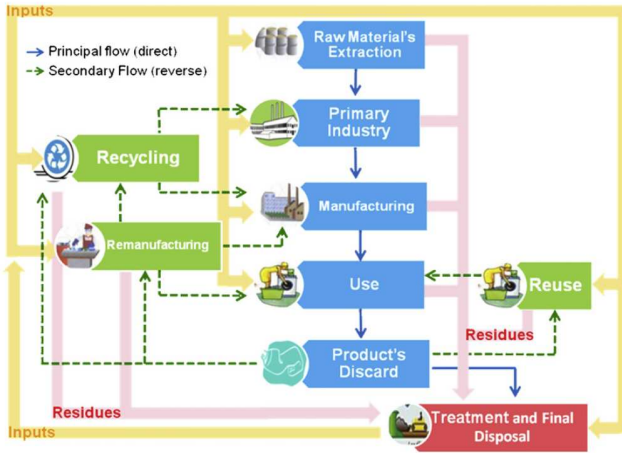 Inputs
Principal flow (direct)
Secondary Flow (reverse)
Raw Material's
Extraction
Primary
Industry
Recycling
Manufacturing
Remanufacturing
Use
Reuse
Residues
Product's
Discard
Residues
Treatment and Final
Disposal
Inputs